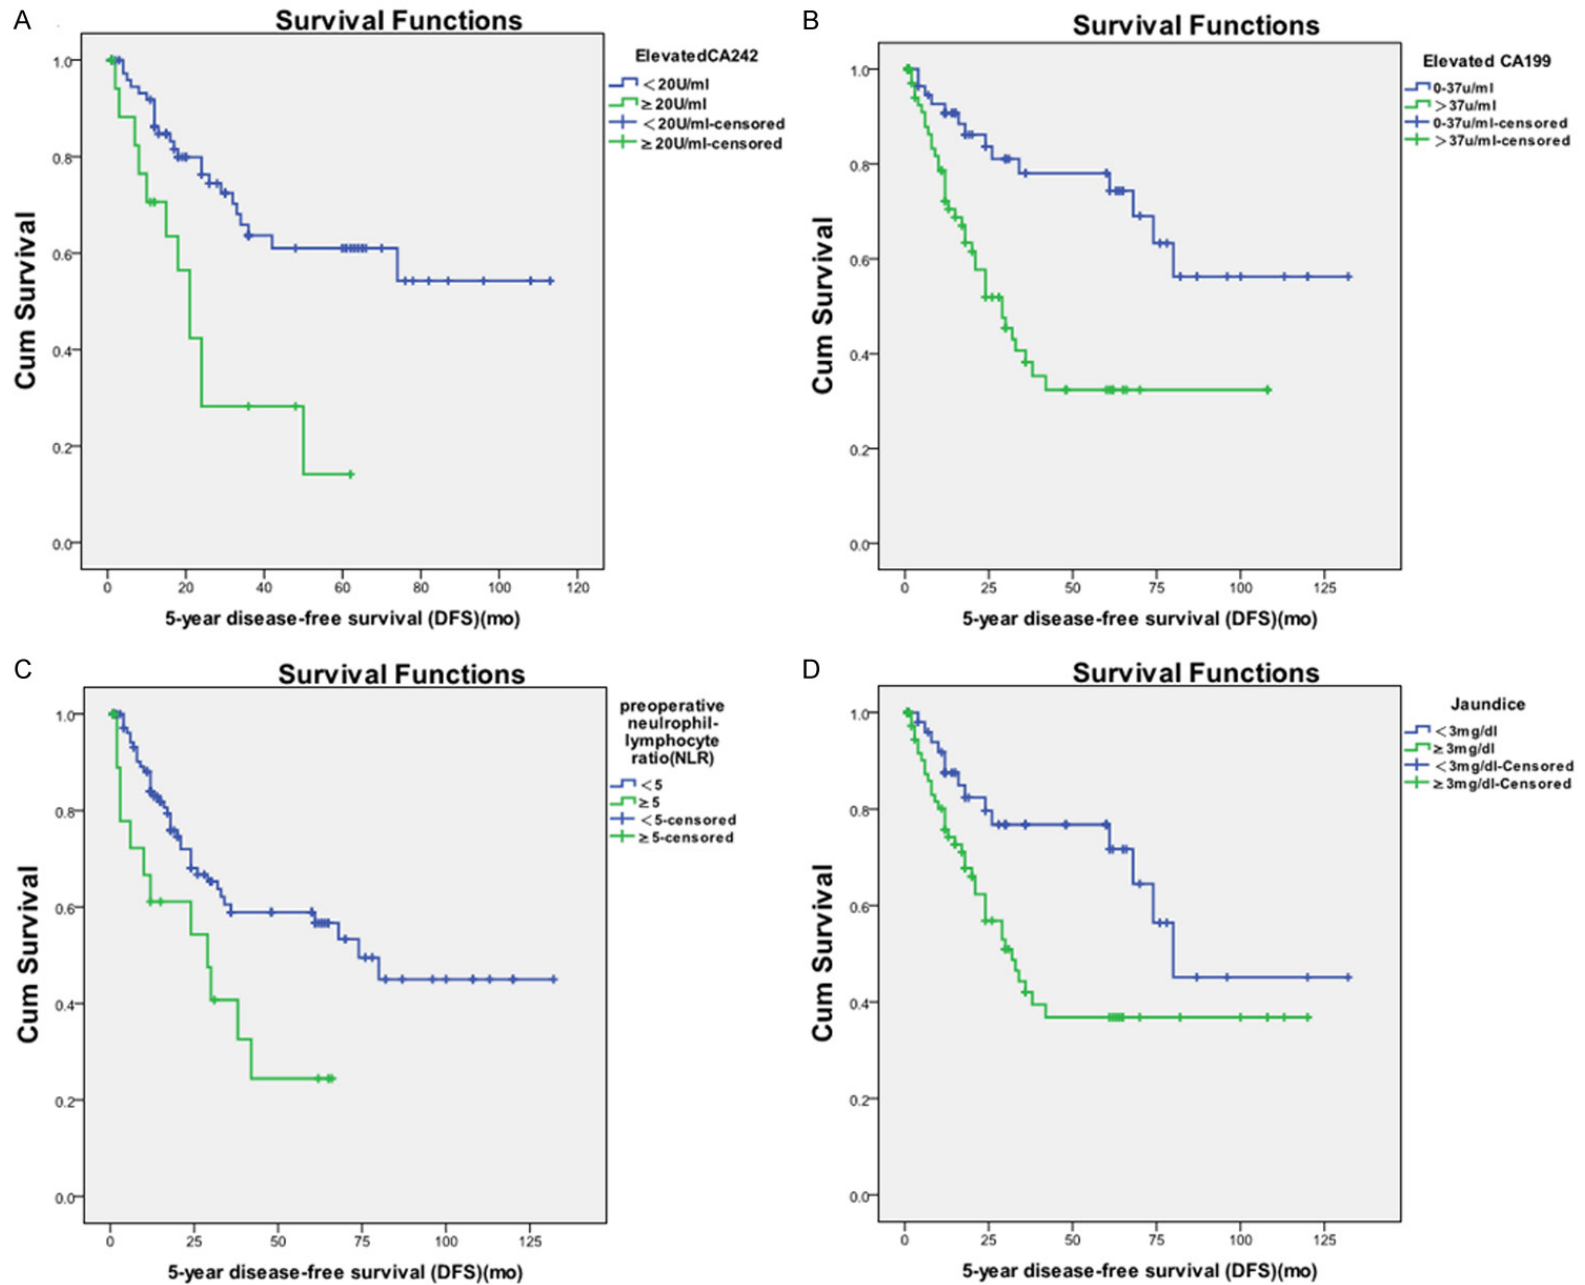 A
Survival Functions
ElevatedCA242
<20U/ml
≥20U/ml
<20U/ml-censored
≥20U/ml-censored
Cum Survival
1.0
0.8
0.6
0.4
0.2
0.0
0 20 40 60 80 100 120
5-year disease-free survival (DFS)(mo)
B
Survival Functions
Elevated CA199
0-37u/ml
>37u/ml
0-37u/ml-censored
>37u/ml-censored
Cum Survival
1.0
0.8
0.6
0.4
0.2
0.0
0 25 50 75 100 125
5-year disease-free survival (DFS)(mo)
C
Survival Functions
preoperative
neulrophil-
lymphocyte
ratio(NLR)
<5
≥5
<5-censored
≥5-censored
Cum Survival
1.0
0.8
0.6
0.4
0.2
0.0
0 25 50 75 100 125
5-year disease-free survival (DFS)(mo)
D
Survival Functions
Jaundice
<3mg/dl
≥3mg/dl
<3mg/dl-Censored
≥3mg/dl-Censored
Cum Survival
1.0
0.8
0.6
0.4
0.2
0.0
0 25 50 75 100 125
5-year disease-free survival (DFS)(mo)